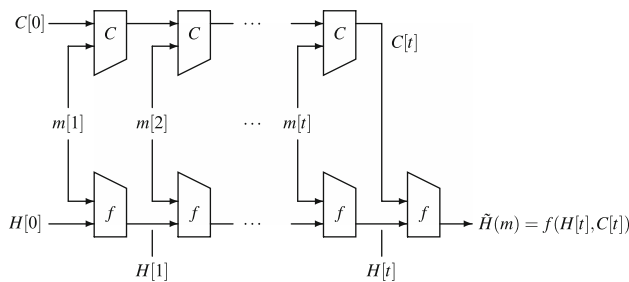 C[0] C C ··· C C[t]
m[1] m[2] ··· m[t]
H[0] f f ··· f f H̃(m) = f(H[t],C[t])
H[1] H[t]